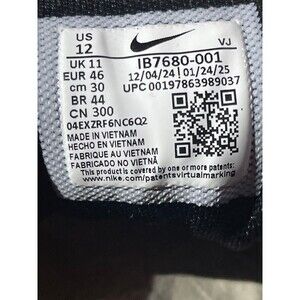 US 12
UK 11
EUR 46
cm 30
BR 44
CN 300
VJ
IB7680-001
12/04/24 01/24/25
UPC 00197863989037
04EXZRF6NC6Q2
MADE IN VIETNAM
HECHO EN VIETNAM
FABRIQUE AU VIETNAM
FABRICADO NO VIETNÃ
This product is covered by one or more patents. See
www.nike.com/patentsvirtualmarking